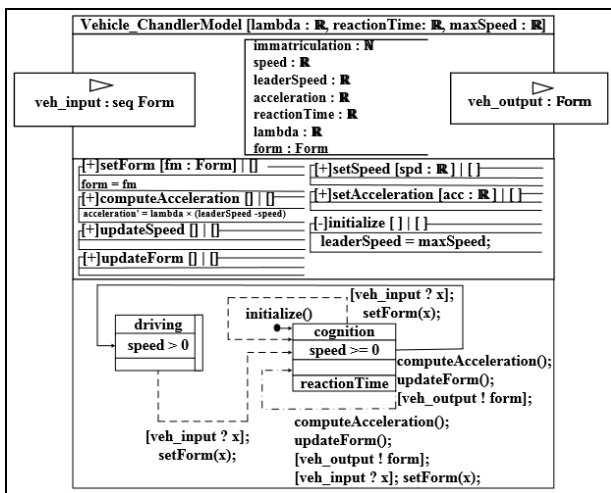 Vehicle_ChandlerModel [lambda : ℝ, reactionTime: ℝ, maxSpeed : ℝ]
immatriculation : ℕ
speed : ℝ
leaderSpeed : ℝ
acceleration : ℝ
reactionTime : ℝ
lambda : ℝ
form : Form
veh_input : seq Form
veh_output : Form
[+]setForm [fm : Form] | []
form = fm
[+]computeAcceleration [] | []
acceleration' = lambda × (leaderSpeed -speed)
[+]updateSpeed [] | []
[+]updateForm [] | []
[+]setSpeed [spd : ℝ] | [ ]
[+]setAcceleration [acc : ℝ] | [ ]
[-]initialize [ ] | [ ]
leaderSpeed = maxSpeed;
driving
speed > 0
initialize()
cognition
speed >= 0
reactionTime
[veh_input ? x];
setForm(x);
computeAcceleration();
updateForm();
[veh_output ! form];
[veh_input ? x];
setForm(x);
computeAcceleration();
updateForm();
[veh_output ! form];
[veh_input ? x]; setForm(x);